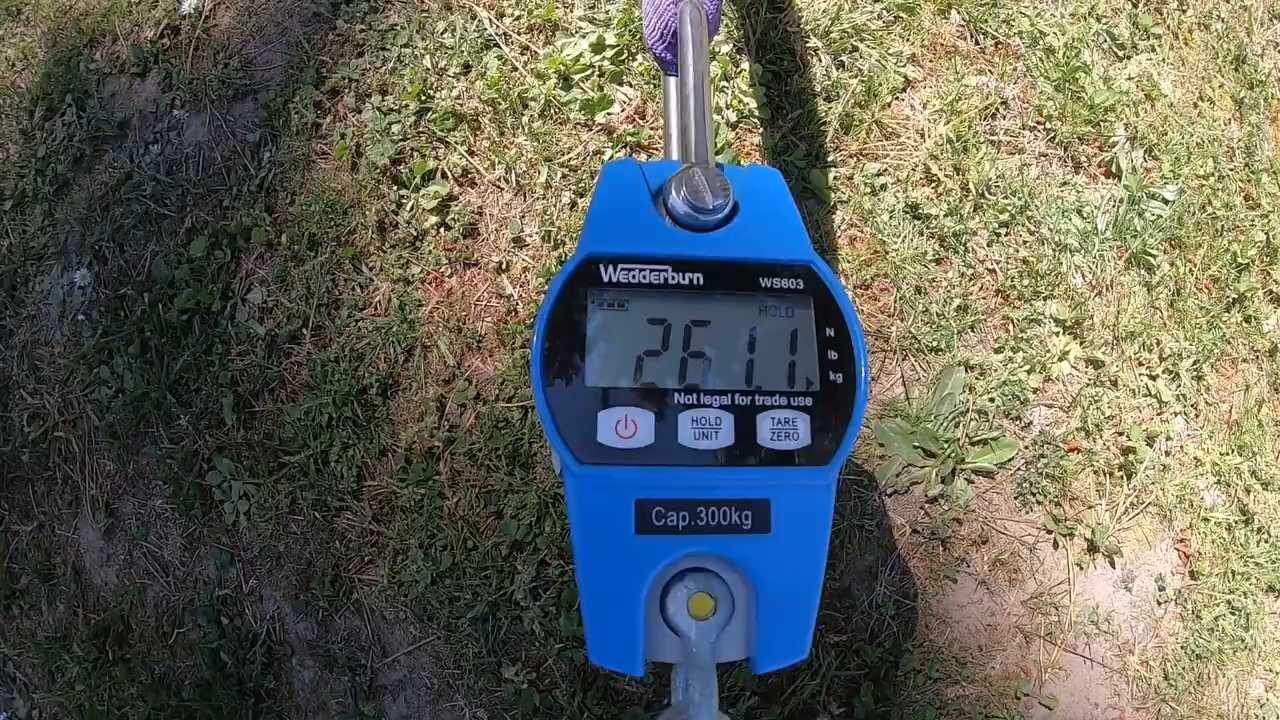 Wedderburn
WS603
HOLD
261.1
N
lb
kg
Not legal for trade use
HOLD
UNIT
TARE
ZERO
Cap.300kg